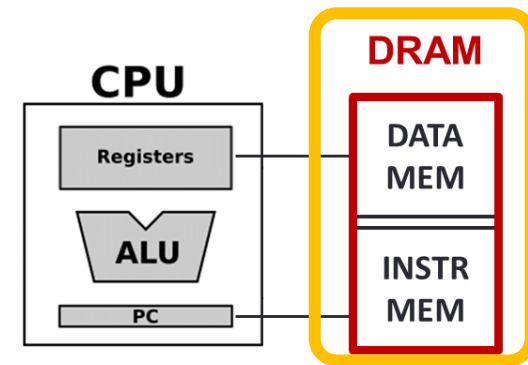 CPU
Registers
ALU
PC
DRAM
DATA
MEM
INSTR
MEM